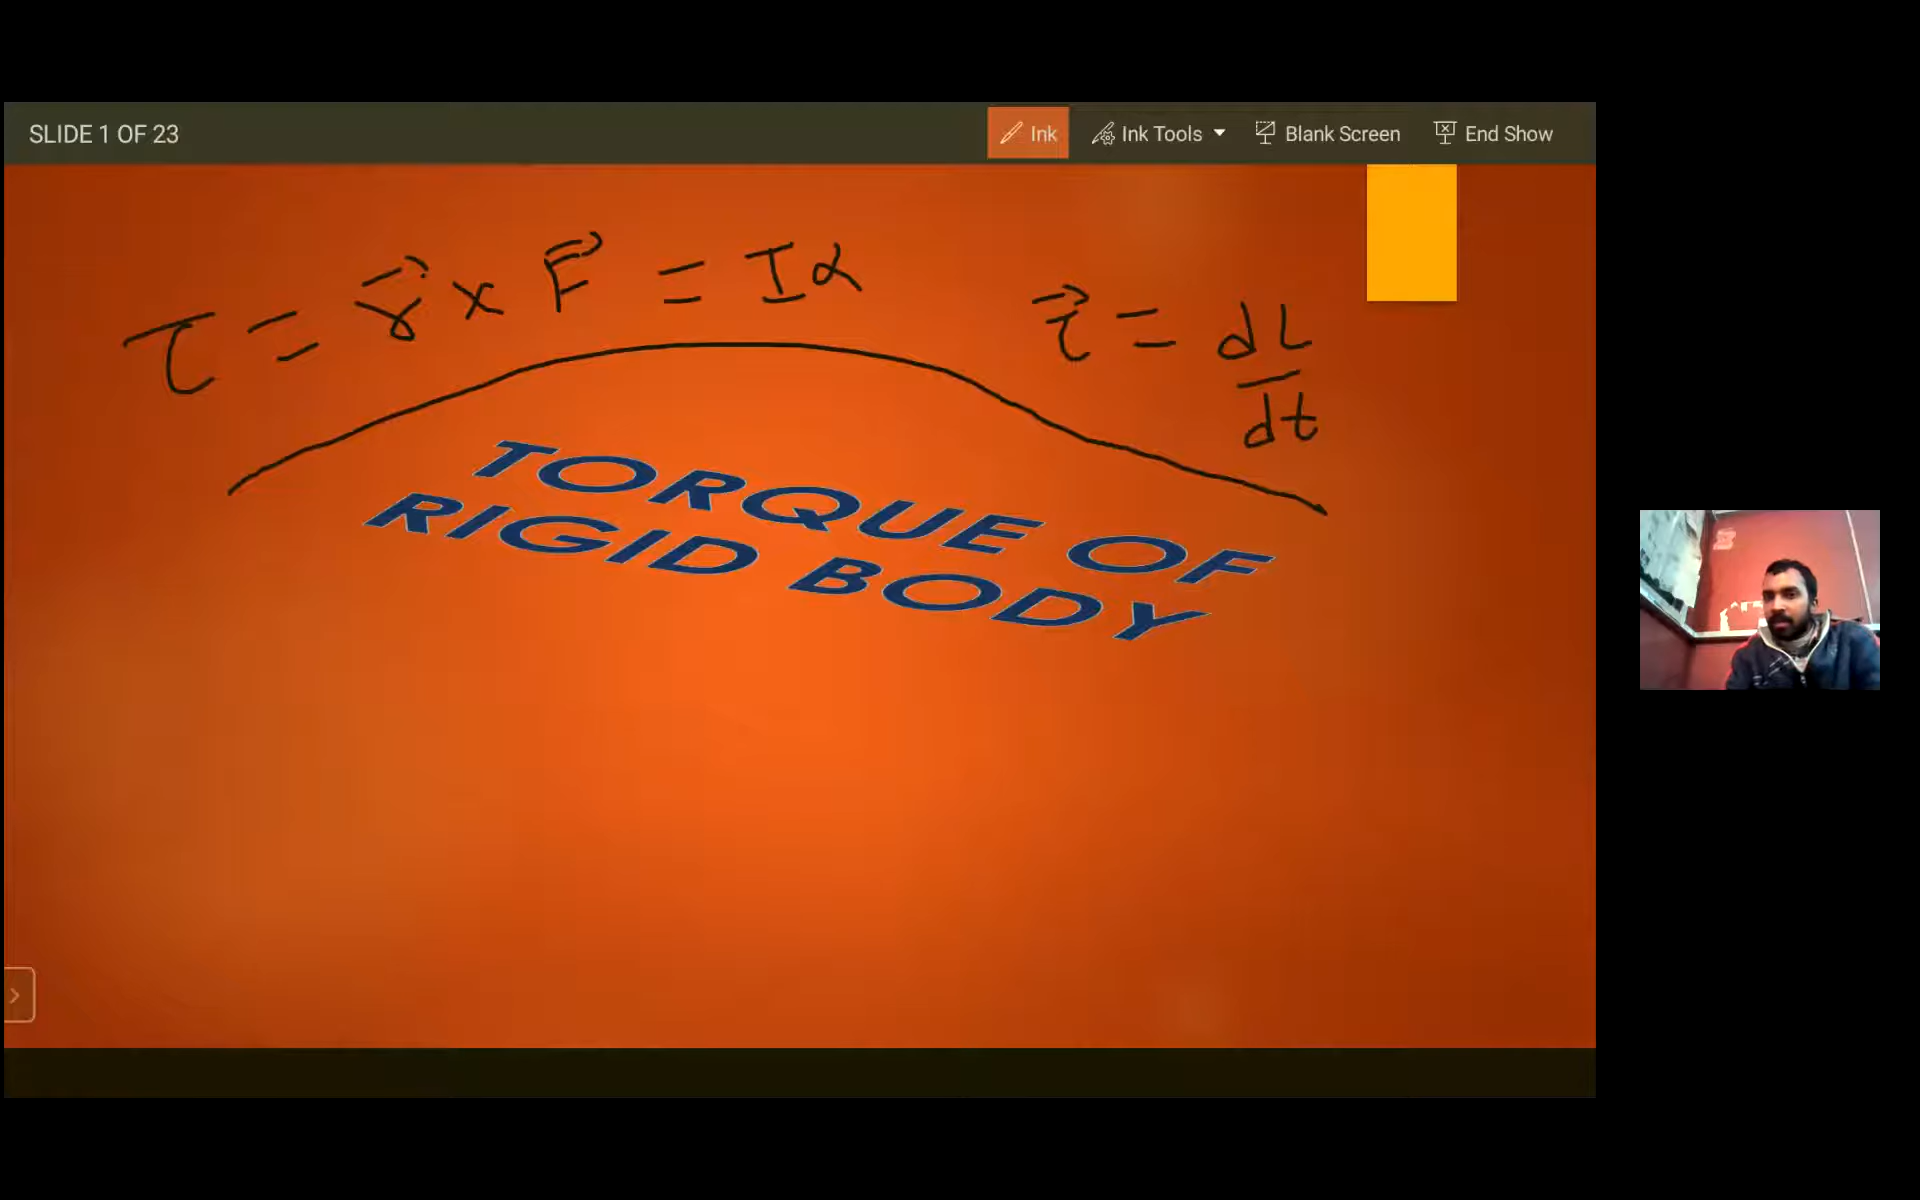 SLIDE 1 OF 23
Ink
Ink Tools
Blank Screen
End Show
τ = r⃗ × F⃗ = Iα
τ⃗ = dL/dt
TORQUE OF
RIGID BODY